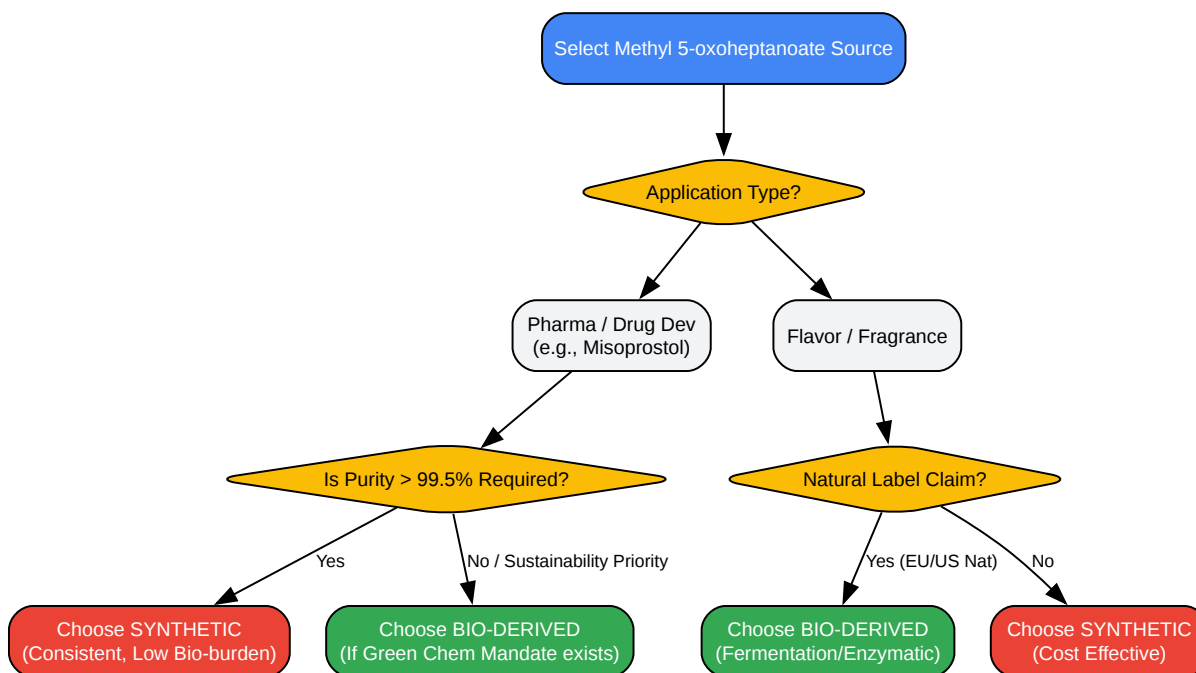 Select Methyl 5-oxoheptanoate Source
Application Type?
Pharma / Drug Dev
(e.g., Misoprostol)
Flavor / Fragrance
Is Purity > 99.5% Required?
Natural Label Claim?
Yes
No / Sustainability Priority
Yes (EU/US Nat)
No
Choose SYNTHETIC
(Consistent, Low Bio-burden)
Choose BIO-DERIVED
(If Green Chem Mandate exists)
Choose BIO-DERIVED
(Fermentation/Enzymatic)
Choose SYNTHETIC
(Cost Effective)